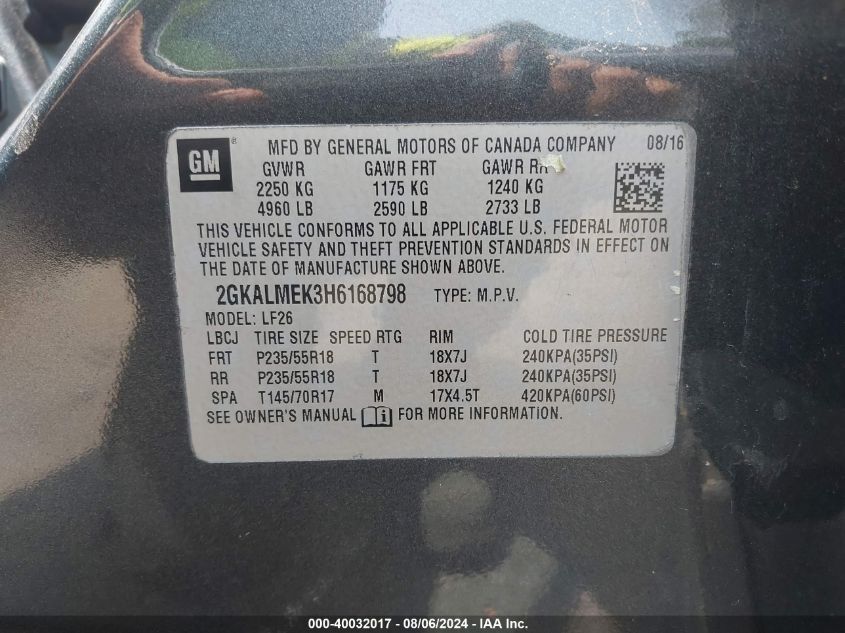 GM
®
MFD BY GENERAL MOTORS OF CANADA COMPANY 08/16
GVWR GAWR FRT GAWR RR
2250 KG 1175 KG 1240 KG
4960 LB 2590 LB 2733 LB
THIS VEHICLE CONFORMS TO ALL APPLICABLE U.S. FEDERAL MOTOR
VEHICLE SAFETY AND THEFT PREVENTION STANDARDS IN EFFECT ON
THE DATE OF MANUFACTURE SHOWN ABOVE.
2GKALMEK3H6168798 TYPE: M.P.V.
MODEL: LF26
LBCJ TIRE SIZE SPEED RTG RIM COLD TIRE PRESSURE
FRT P235/55R18 T 18X7J 240KPA(35PSI)
RR P235/55R18 T 18X7J 240KPA(35PSI)
SPA T145/70R17 M 17X4.5T 420KPA(60PSI)
SEE OWNER'S MANUAL FOR MORE INFORMATION.
000-40032017 - 08/06/2024 - IAAI.com